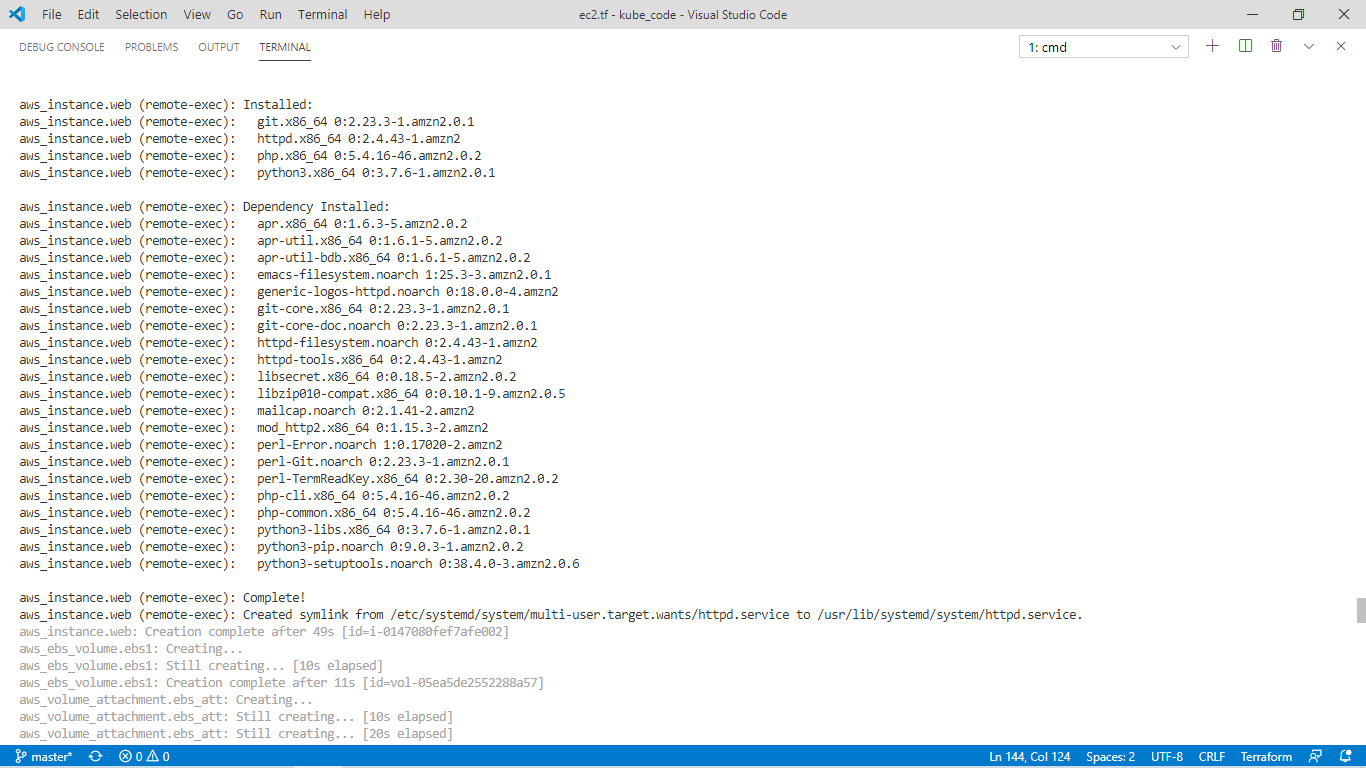 File Edit Selection View Go Run Terminal Help ec2.tf - kube_code - Visual Studio Code
DEBUG CONSOLE PROBLEMS OUTPUT TERMINAL 1: cmd
aws_instance.web (remote-exec): Installed:
aws_instance.web (remote-exec):   git.x86_64 0:2.23.3-1.amzn2.0.1
aws_instance.web (remote-exec):   httpd.x86_64 0:2.4.43-1.amzn2
aws_instance.web (remote-exec):   php.x86_64 0:5.4.16-46.amzn2.0.2
aws_instance.web (remote-exec):   python3.x86_64 0:3.7.6-1.amzn2.0.1
aws_instance.web (remote-exec): Dependency Installed:
aws_instance.web (remote-exec):   apr.x86_64 0:1.6.3-5.amzn2.0.2
aws_instance.web (remote-exec):   apr-util.x86_64 0:1.6.1-5.amzn2.0.2
aws_instance.web (remote-exec):   apr-util-bdb.x86_64 0:1.6.1-5.amzn2.0.2
aws_instance.web (remote-exec):   emacs-filesystem.noarch 1:25.3-3.amzn2.0.1
aws_instance.web (remote-exec):   generic-logos-httpd.noarch 0:18.0.0-4.amzn2
aws_instance.web (remote-exec):   git-core.x86_64 0:2.23.3-1.amzn2.0.1
aws_instance.web (remote-exec):   git-core-doc.noarch 0:2.23.3-1.amzn2.0.1
aws_instance.web (remote-exec):   httpd-filesystem.noarch 0:2.4.43-1.amzn2
aws_instance.web (remote-exec):   httpd-tools.x86_64 0:2.4.43-1.amzn2
aws_instance.web (remote-exec):   libsecret.x86_64 0:0.18.5-2.amzn2.0.2
aws_instance.web (remote-exec):   libzip010-compat.x86_64 0:0.10.1-9.amzn2.0.5
aws_instance.web (remote-exec):   mailcap.noarch 0:2.1.41-2.amzn2
aws_instance.web (remote-exec):   mod_http2.x86_64 0:1.15.3-2.amzn2
aws_instance.web (remote-exec):   perl-Error.noarch 1:0.17020-2.amzn2
aws_instance.web (remote-exec):   perl-Git.noarch 0:2.23.3-1.amzn2.0.1
aws_instance.web (remote-exec):   perl-TermReadKey.x86_64 0:2.30-20.amzn2.0.2
aws_instance.web (remote-exec):   php-cli.x86_64 0:5.4.16-46.amzn2.0.2
aws_instance.web (remote-exec):   php-common.x86_64 0:5.4.16-46.amzn2.0.2
aws_instance.web (remote-exec):   python3-libs.x86_64 0:3.7.6-1.amzn2.0.1
aws_instance.web (remote-exec):   python3-pip.noarch 0:9.0.3-1.amzn2.0.2
aws_instance.web (remote-exec):   python3-setuptools.noarch 0:38.4.0-3.amzn2.0.6
aws_instance.web (remote-exec): Complete!
aws_instance.web (remote-exec): Created symlink from /etc/systemd/system/multi-user.target.wants/httpd.service to /usr/lib/systemd/system/httpd.service.
aws_instance.web: Creation complete after 49s [id=i-0147080fef7afe002]
aws_ebs_volume.ebs1: Creating...
aws_ebs_volume.ebs1: Still creating... [10s elapsed]
aws_ebs_volume.ebs1: Creation complete after 11s [id=vol-05ea5de2552288a57]
aws_volume_attachment.ebs_att: Creating...
aws_volume_attachment.ebs_att: Still creating... [10s elapsed]
aws_volume_attachment.ebs_att: Still creating... [20s elapsed]
master* 0 0 Ln 144, Col 124 Spaces: 2 UTF-8 CRLF Terraform